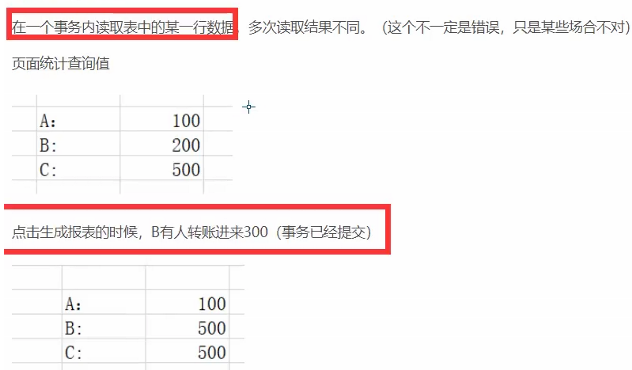 在一个事务内读取表中的某一行数据，多次读取结果不同。（这个不一定是错误，只是某些场合不对）
页面统计查询值
A: 100
B: 200
C: 500
点击生成报表的时候，B有人转账进来300（事务已经提交）
A: 100
B: 500
C: 500